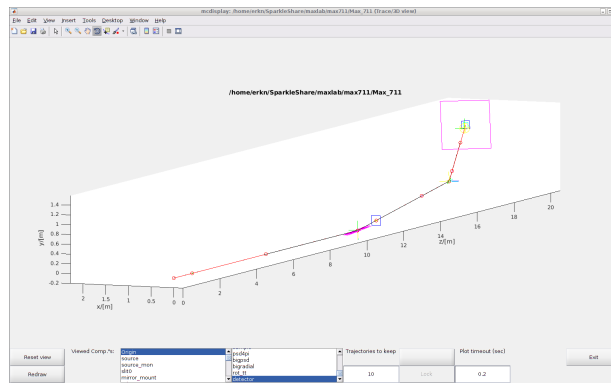 mcdisplay: /home/erkn/SparkleShare/maxlab/max711/Max_711 [Trace/3D view]
File Edit View Insert Tools Desktop Window Help
/home/erkn/SparkleShare/maxlab/max711/Max_711
1.4
1.2
1
0.8
0.6
0.4
0.2
0
-0.2
y/[m]
2 1.5 1 0.5 0
x/[m]
0 2 4 6 8 10 12 14 16 18 20
z/[m]
Reset view
Redraw
Viewed Comp.'s:
Origin
source
source_mon
slit0
mirror_mount
psd4pi
bigpsd
bigradial
rot_tt
detector
Trajectories to keep
10
Lock
Plot timeout (sec)
0.2
Exit